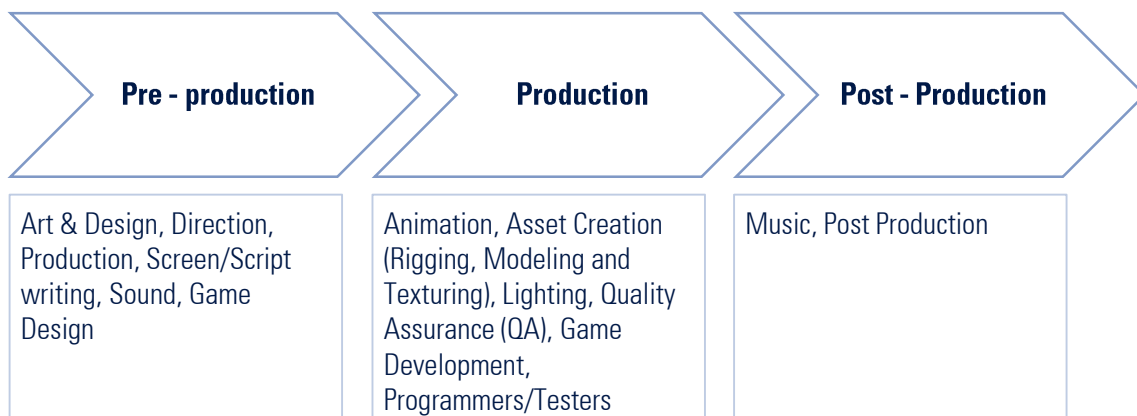 Pre - production
Production
Post - Production
Art & Design, Direction,
Production, Screen/Script
writing, Sound, Game
Design
Animation, Asset Creation
(Rigging, Modeling and
Texturing), Lighting, Quality
Assurance (QA), Game
Development,
Programmers/Testers
Music, Post Production